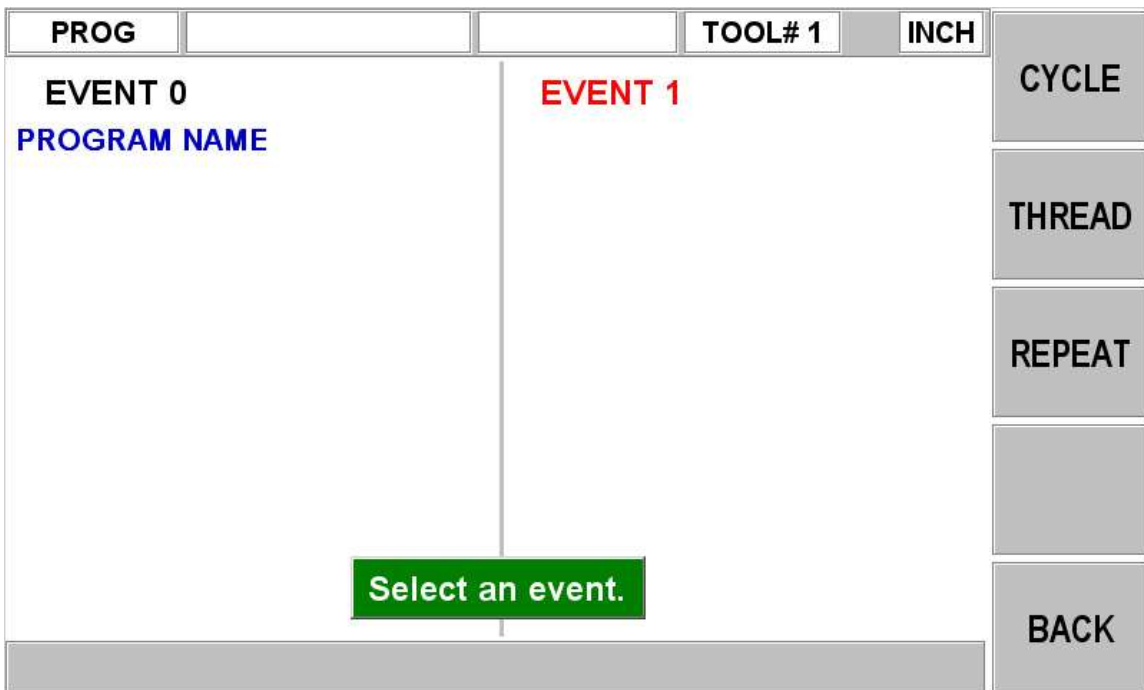 PROG TOOL# 1 INCH
EVENT 0
PROGRAM NAME
EVENT 1
Select an event.
CYCLE
THREAD
REPEAT
BACK